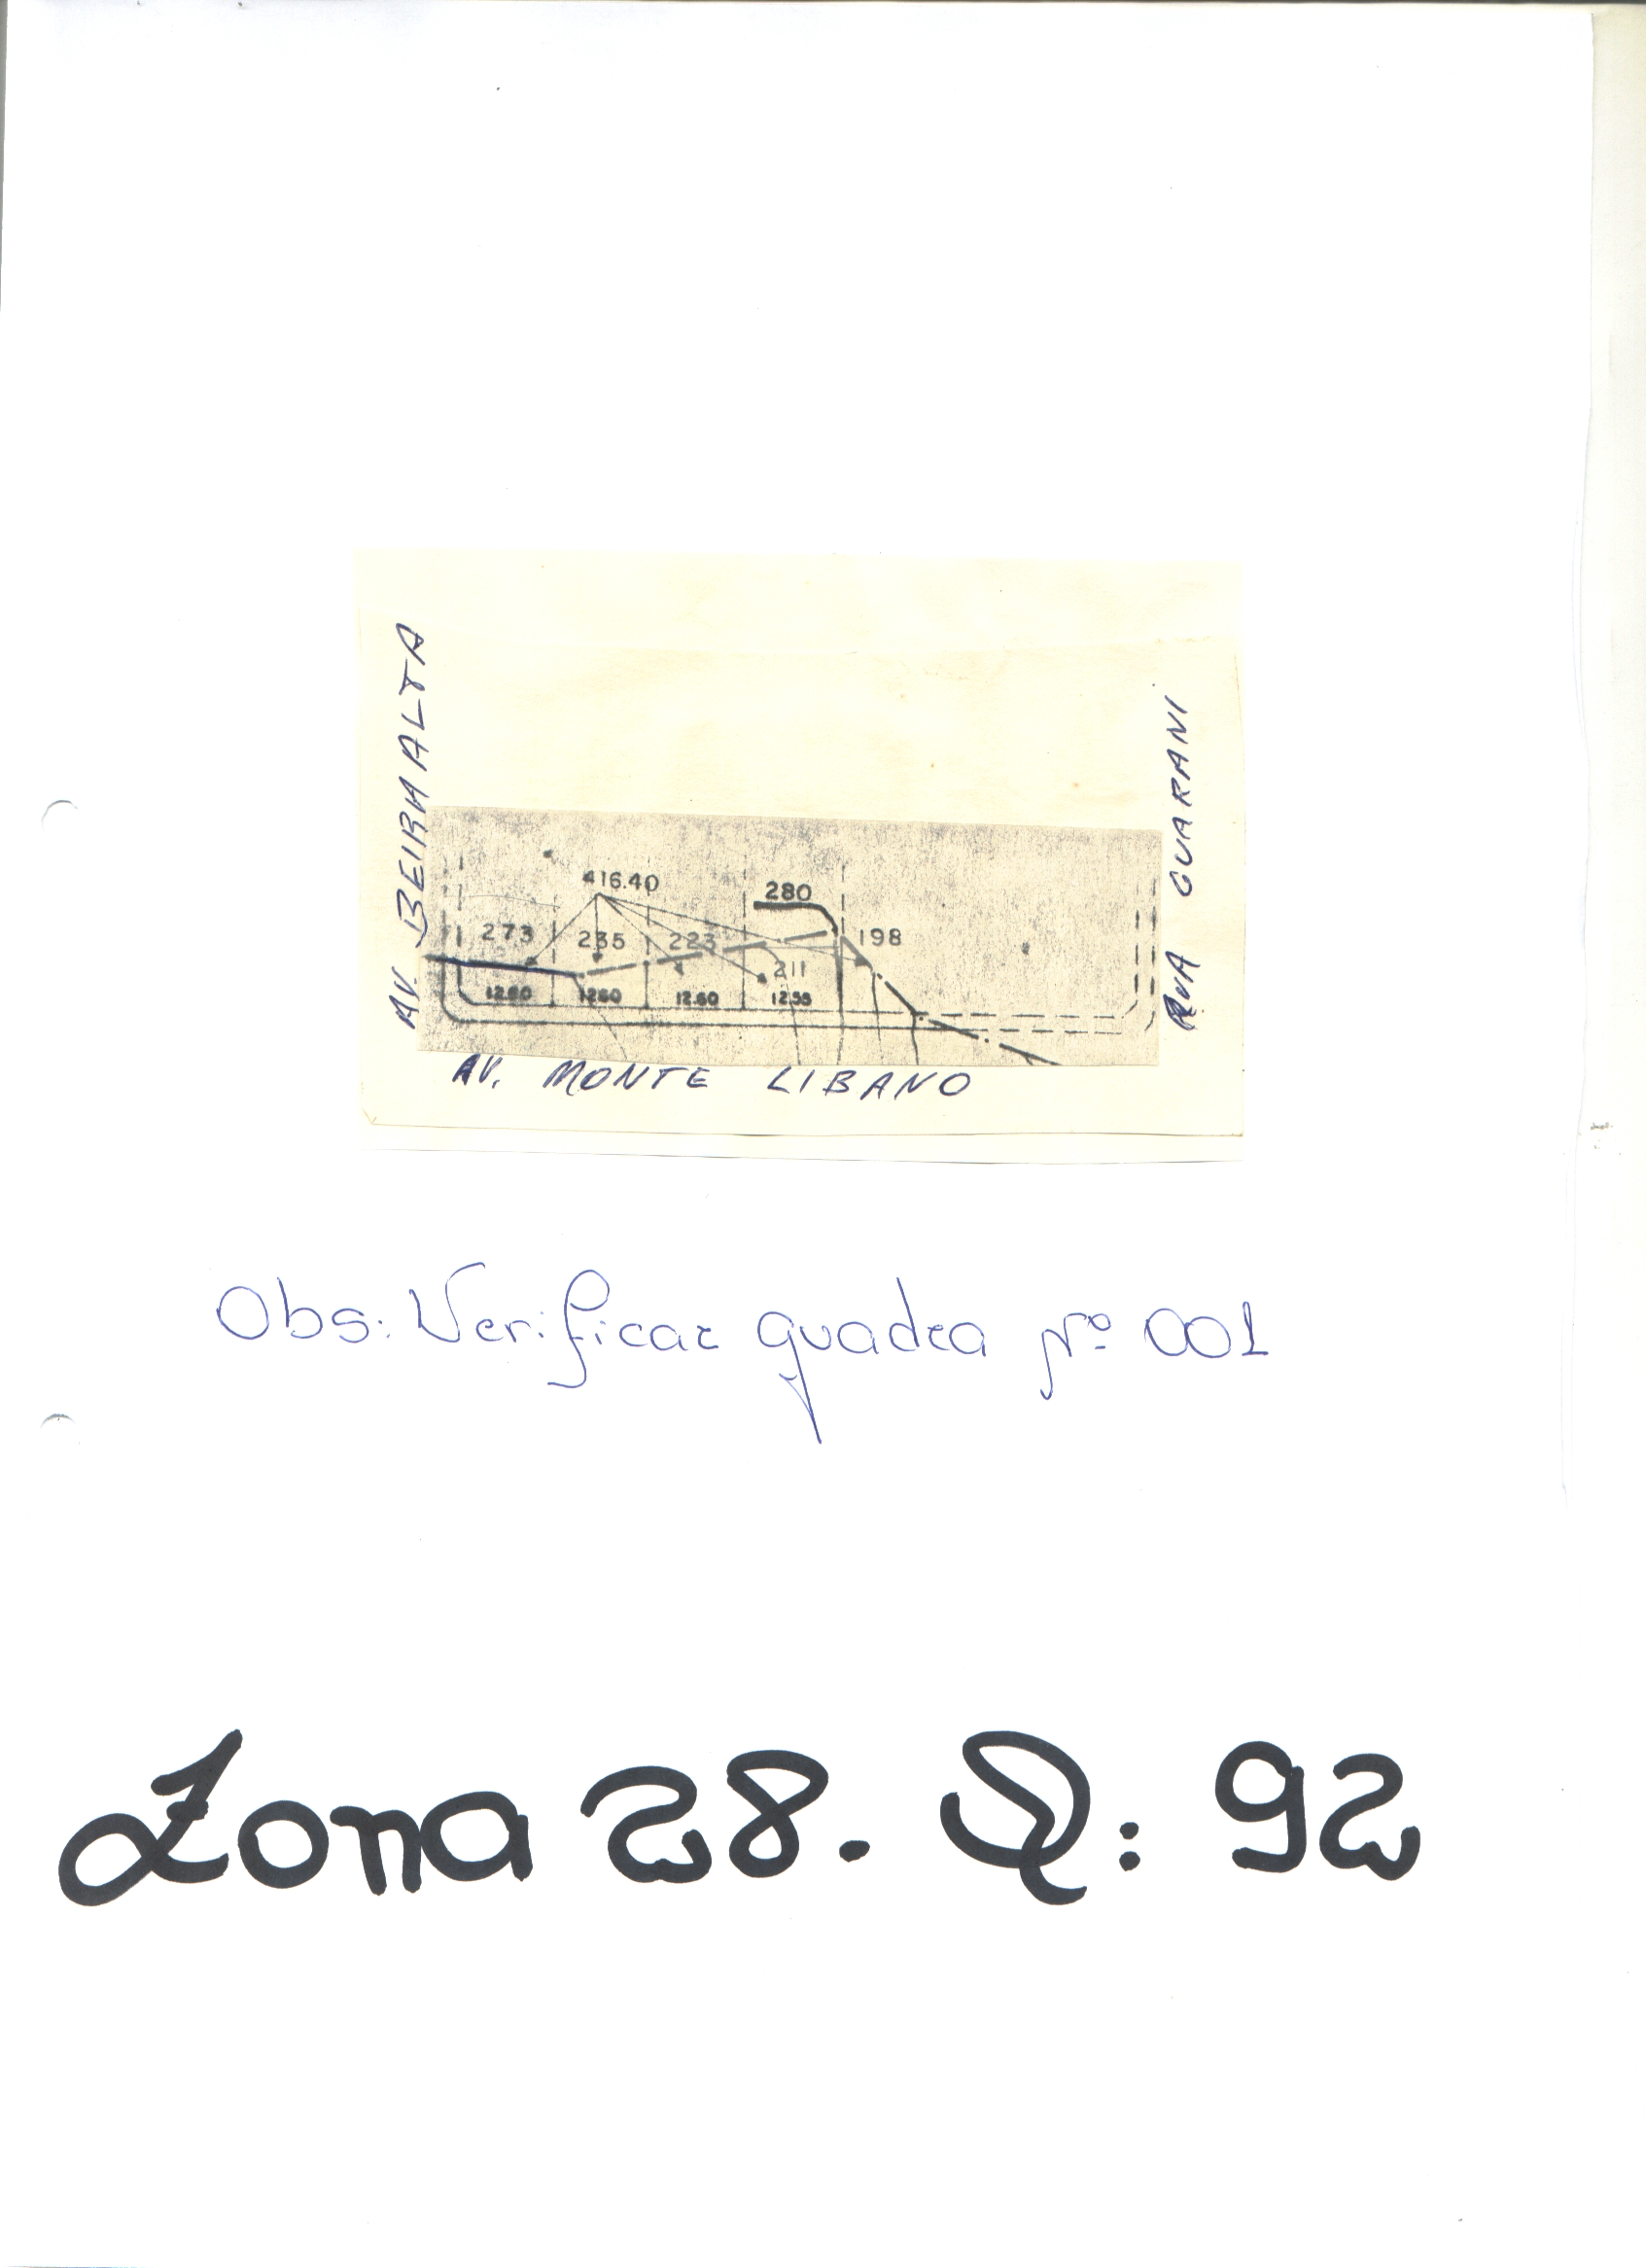 AV. BEIRA ALTA
RUA GUARANI
416.40
280
273
235
223
198
211
12.60
12.60
12.60
12.55
AV. MONTE LIBANO
Obs: Verificar quadra Nº 001
Zona 28. Q: 92